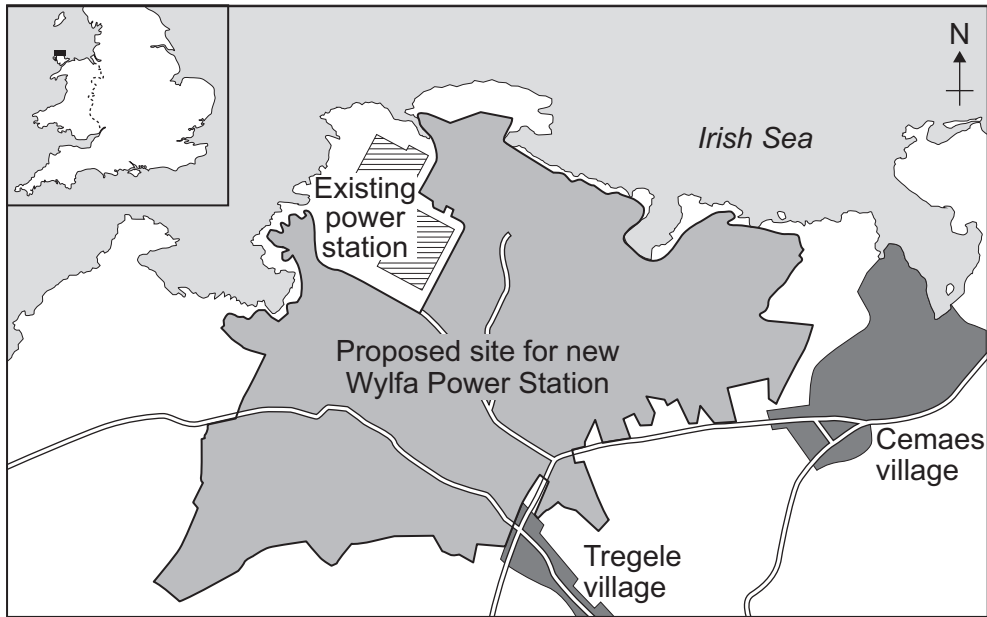 N
Irish Sea
Existing
power
station
Proposed site for new
Wylfa Power Station
Cemaes
village
Tregele
village